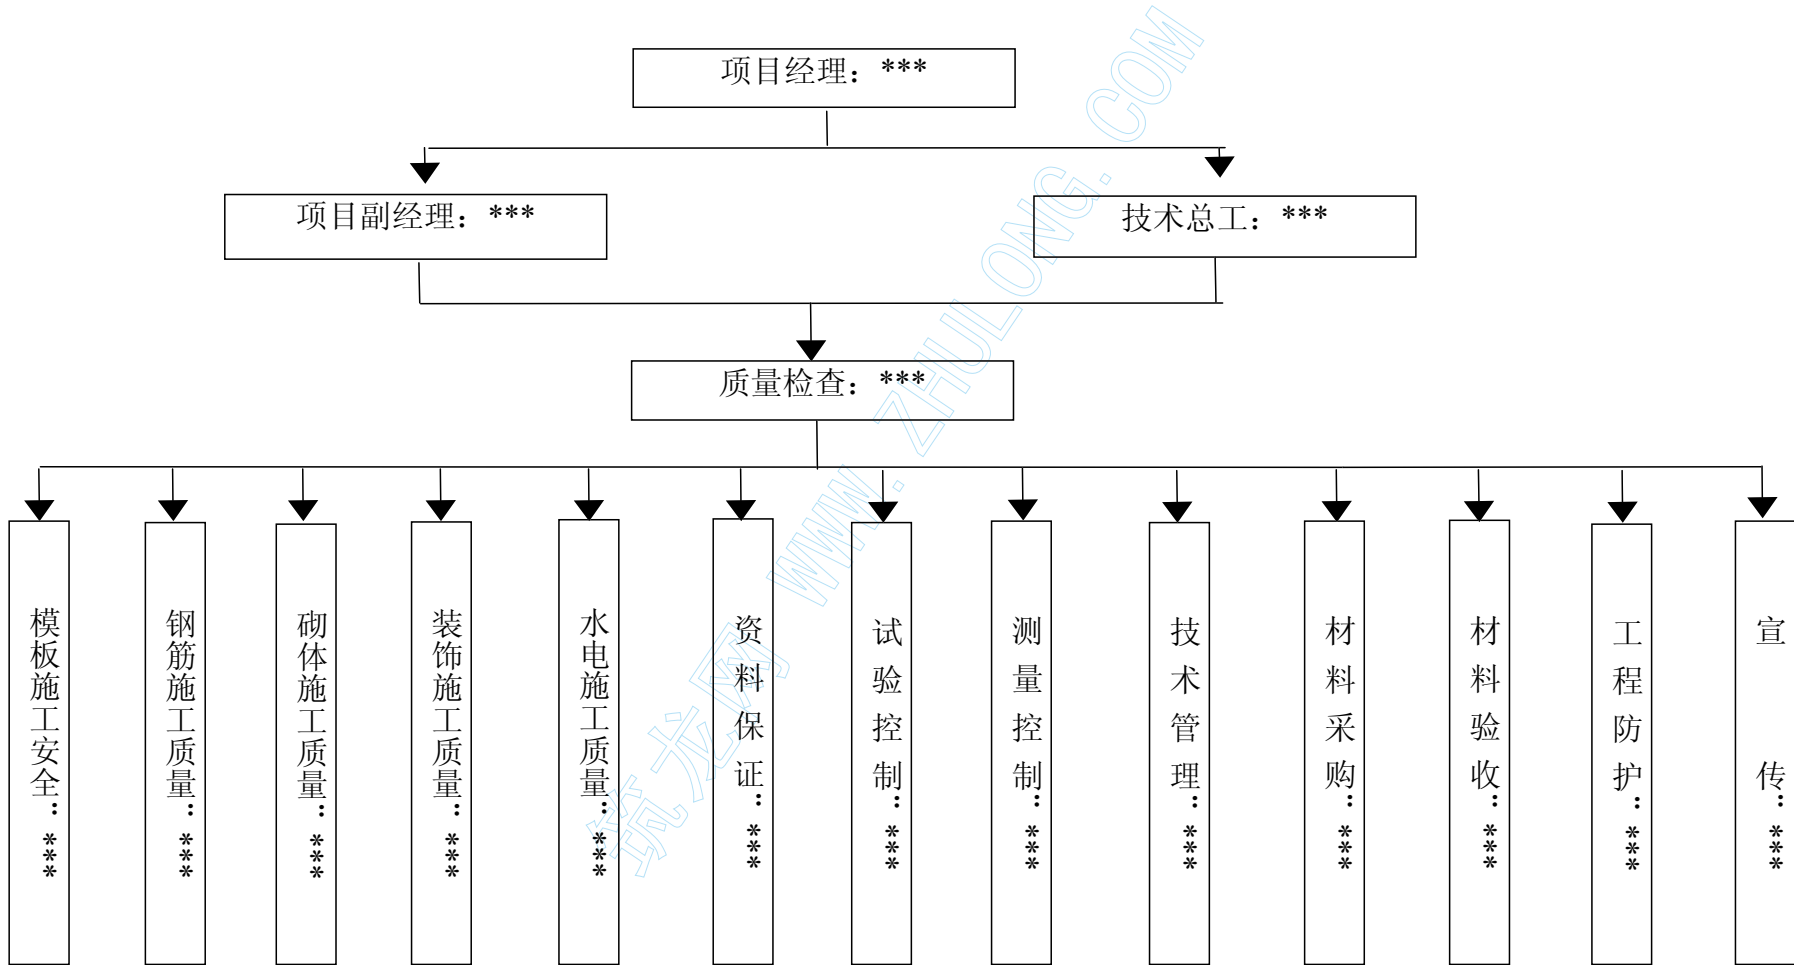 项目经理：***
项目副经理：***
技术总工：***
质量检查：***
模板施工安全：***
钢筋施工质量：***
砌体施工质量：***
装饰施工质量：***
水电施工质量：***
资料保证：***
试验控制：***
测量控制：***
技术管理：***
材料采购：***
材料验收：***
工程防护：***
宣传：***
筑龙网 WWW. ZHULONG. COM